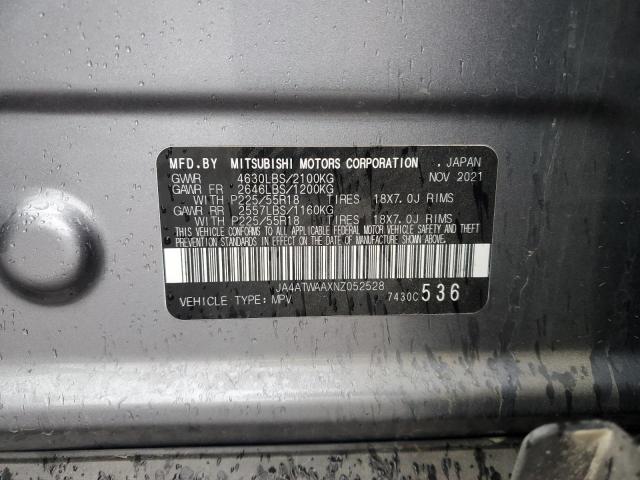 MFD.BY MITSUBISHI MOTORS CORPORATION . JAPAN
GVWR 4630LBS/2100KG NOV 2021
GAWR FR 2646LBS/1200KG
WITH P225/55R18 TIRES 18X7.0J RIMS
GAWR RR 2557LBS/1160KG
WITH P225/55R18 TIRES 18X7.0J RIMS
THIS VEHICLE CONFORMS TO ALL APPLICABLE FEDERAL MOTOR VEHICLE SAFETY AND THEFT
PREVENTION STANDARDS IN EFFECT ON THE DATE OF MANUFACTURE SHOWN ABOVE.
JA4ATWAAXNZ052528
VEHICLE TYPE: MPV 7430C 536